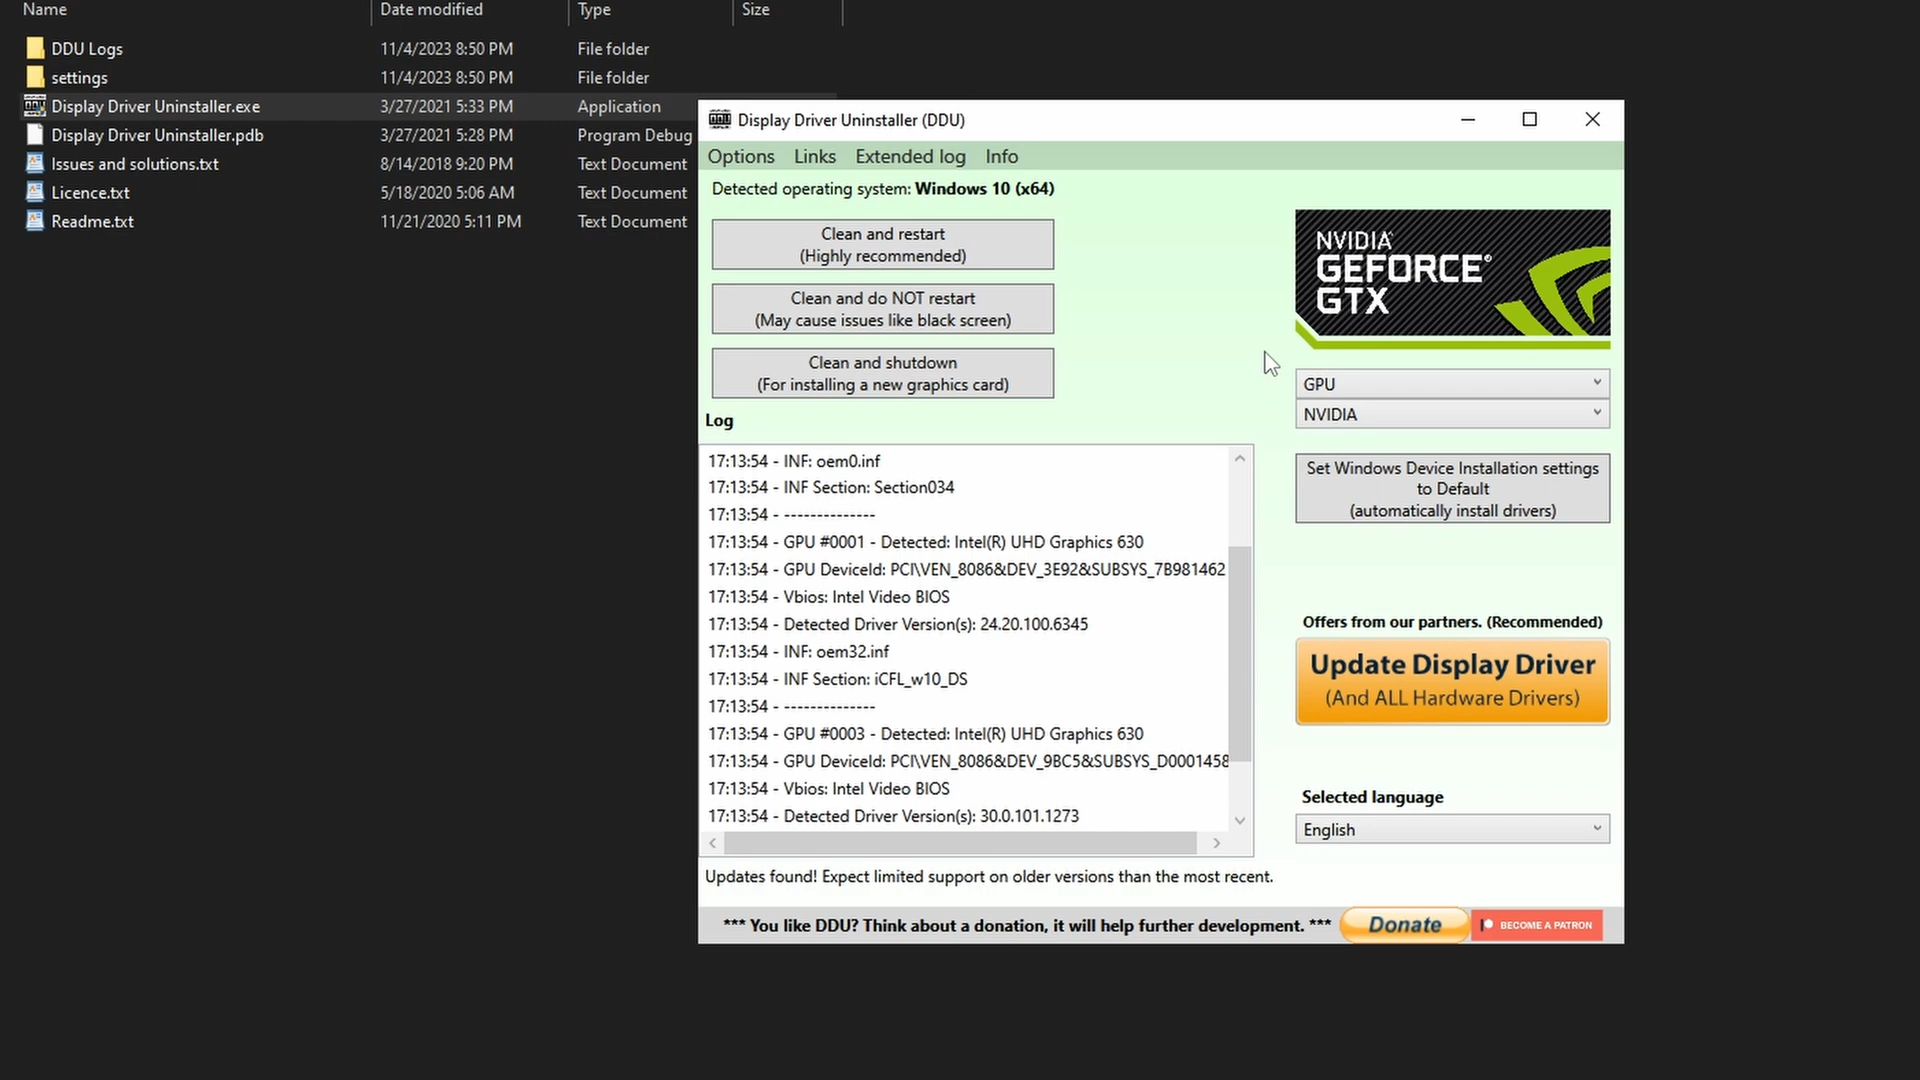 Name Date modified Type Size
DDU Logs 11/4/2023 8:50 PM File folder
settings 11/4/2023 8:50 PM File folder
Display Driver Uninstaller.exe 3/27/2021 5:33 PM Application
Display Driver Uninstaller.pdb 3/27/2021 5:28 PM Program Debug
Issues and solutions.txt 8/14/2018 9:20 PM Text Document
Licence.txt 5/18/2020 5:06 AM Text Document
Readme.txt 11/21/2020 5:11 PM Text Document
DDU Display Driver Uninstaller (DDU)
Options Links Extended log Info
Detected operating system: Windows 10 (x64)
Clean and restart
(Highly recommended)
Clean and do NOT restart
(May cause issues like black screen)
Clean and shutdown
(For installing a new graphics card)
Log
17:13:54 - INF: oem0.inf
17:13:54 - INF Section: Section034
17:13:54 - --------------
17:13:54 - GPU #0001 - Detected: Intel(R) UHD Graphics 630
17:13:54 - GPU DeviceId: PCI\VEN_8086&DEV_3E92&SUBSYS_7B981462
17:13:54 - Vbios: Intel Video BIOS
17:13:54 - Detected Driver Version(s): 24.20.100.6345
17:13:54 - INF: oem32.inf
17:13:54 - INF Section: iCFL_w10_DS
17:13:54 - --------------
17:13:54 - GPU #0003 - Detected: Intel(R) UHD Graphics 630
17:13:54 - GPU DeviceId: PCI\VEN_8086&DEV_9BC5&SUBSYS_D0001458
17:13:54 - Vbios: Intel Video BIOS
17:13:54 - Detected Driver Version(s): 30.0.101.1273
NVIDIA
GEFORCE®
GTX
GPU
NVIDIA
Set Windows Device Installation settings
to Default
(automatically install drivers)
Offers from our partners. (Recommended)
Update Display Driver
(And ALL Hardware Drivers)
Selected language
English
Updates found! Expect limited support on older versions than the most recent.
*** You like DDU? Think about a donation, it will help further development. *** Donate BECOME A PATRON